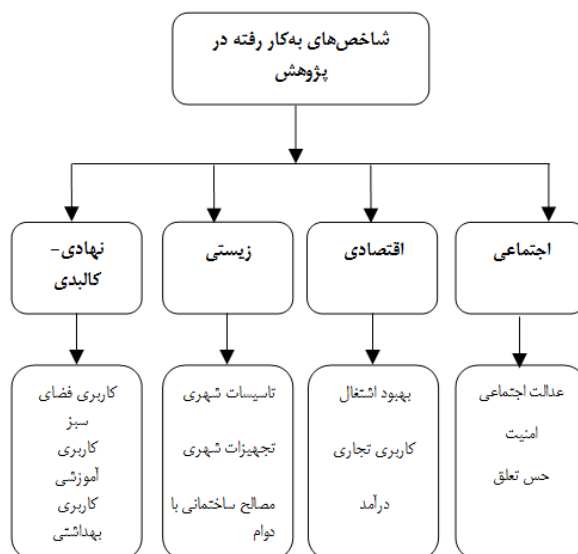 شاخص‌های به‌کار رفته در
پژوهش
اجتماعی
اقتصادی
زیستی
نهادی-
کالبدی
عدالت اجتماعی
امنیت
حس تعلق
بهبود اشتغال
کاربری تجاری
درآمد
تاسیسات شهری
تجهیزات شهری
مصالح ساختمانی با
دوام
کاربری فضای
سبز
کاربری
آموزشی
کاربری
بهداشتی